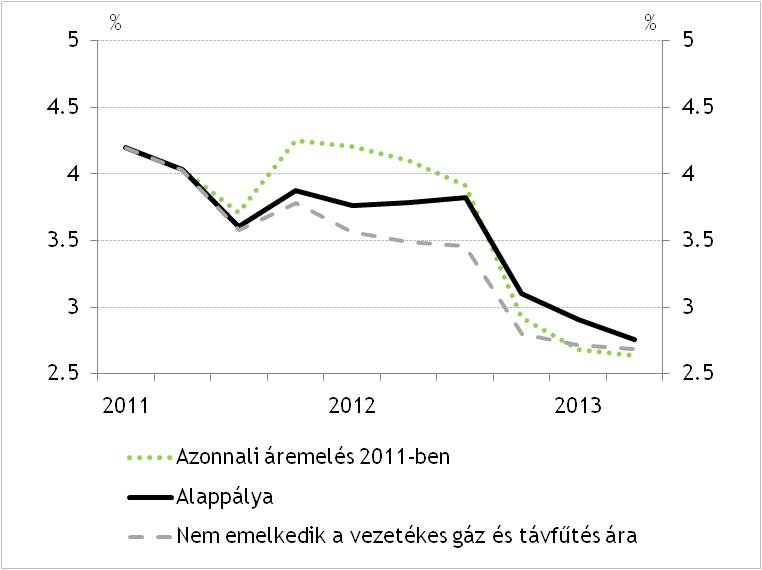 % %
5 5
4.5 4.5
4 4
3.5 3.5
3 3
2.5 2.5
2011 2012 2013
Azonnali áremelés 2011-ben
Alappálya
Nem emelkedik a vezetékes gáz és távfűtés ára